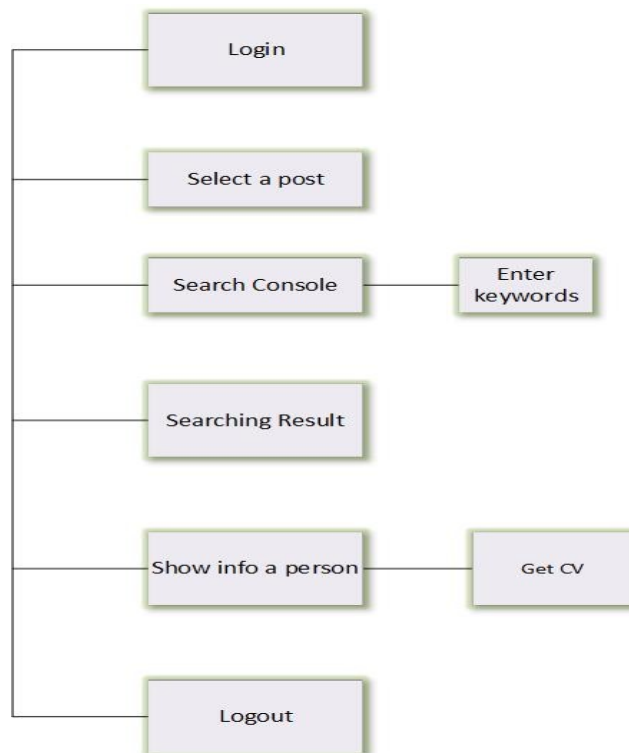 Login
Select a post
Search Console
Enter
keywords
Searching Result
Show info a person
Get CV
Logout